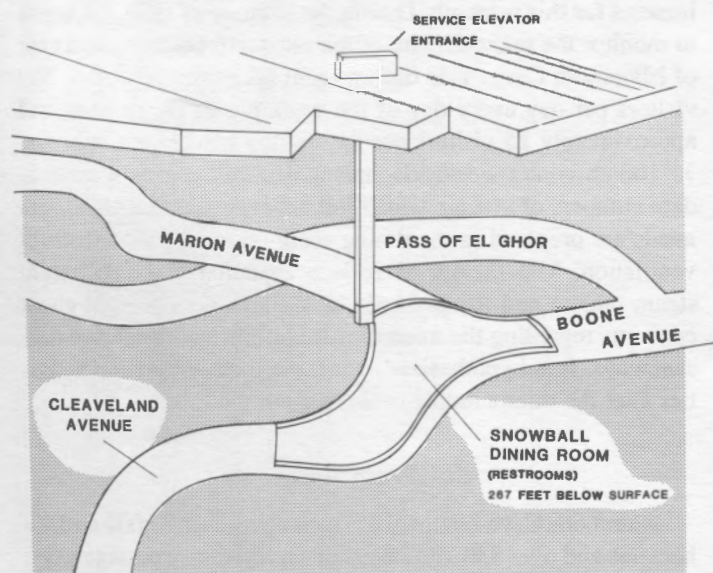 SERVICE ELEVATOR
ENTRANCE
MARION AVENUE
PASS OF EL GHOR
BOONE
AVENUE
CLEAVELAND
AVENUE
SNOWBALL
DINING ROOM
(RESTROOMS)
267 FEET BELOW SURFACE